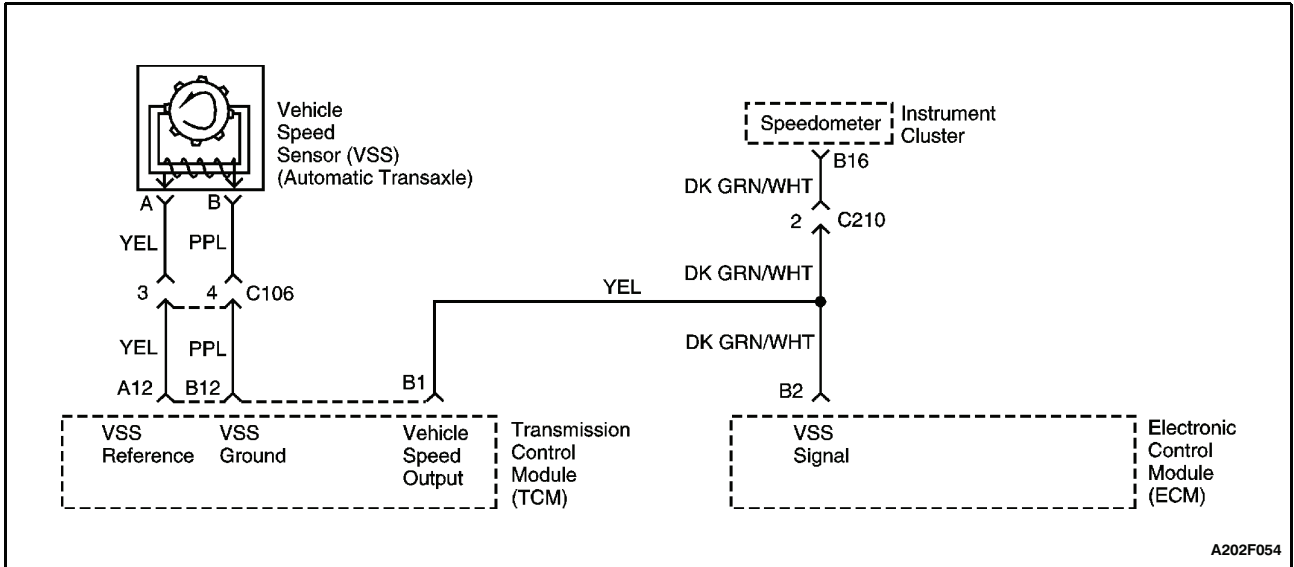 Vehicle
Speed
Sensor (VSS)
(Automatic Transaxle)
A
B
YEL
PPL
3
4
C106
YEL
PPL
A12
B12
B1
VSS
Reference
VSS
Ground
Vehicle
Speed
Output
Transmission
Control
Module
(TCM)
YEL
Speedometer
Instrument
Cluster
B16
DK GRN/WHT
2
C210
DK GRN/WHT
DK GRN/WHT
B2
VSS
Signal
Electronic
Control
Module
(ECM)
A202F054